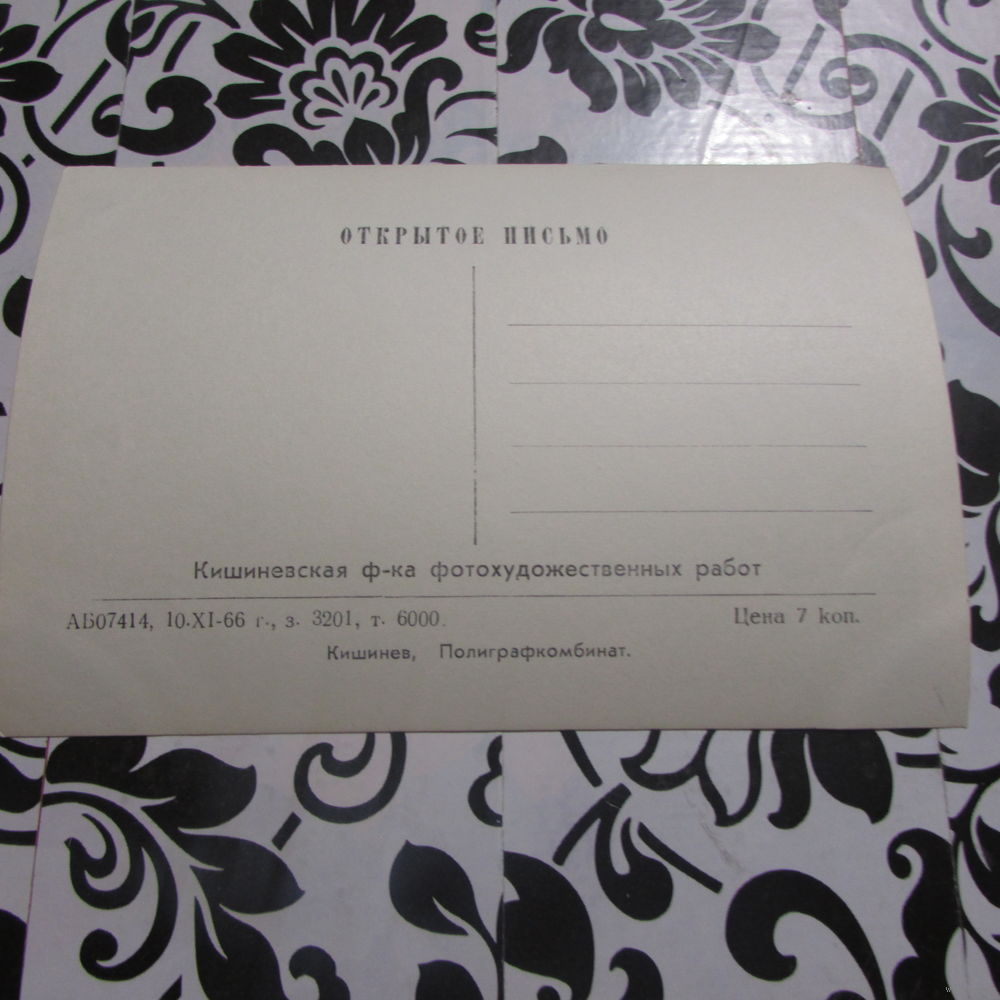 ОТКРЫТОЕ ПИСЬМО
Кишиневская ф-ка фотохудожественных работ
АБ07414, 10.XI-66 г., з. 3201, т. 6000.
Цена 7 коп.
Кишинев, Полиграфкомбинат.